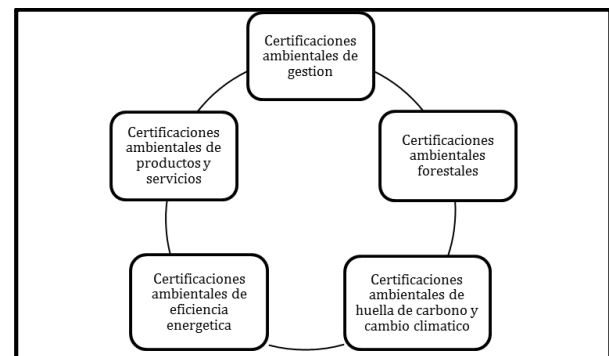 Certificaciones
ambientales de
gestion
Certificaciones
ambientales
forestales
Certificaciones
ambientales de
huella de carbono y
cambio climatico
Certificaciones
ambientales de
eficiencia
energetica
Certificaciones
ambientales de
productos y
servicios